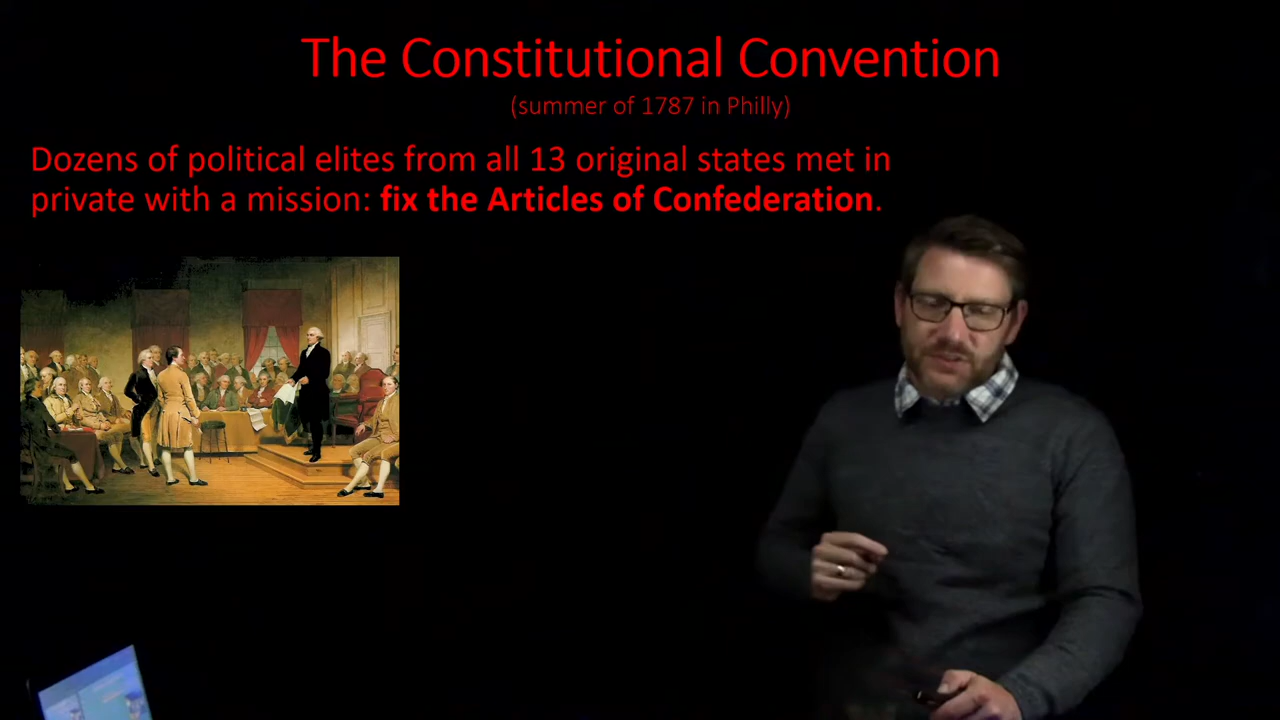 The Constitutional Convention
(summer of 1787 in Philly)
Dozens of political elites from all 13 original states met in
private with a mission: fix the Articles of Confederation.